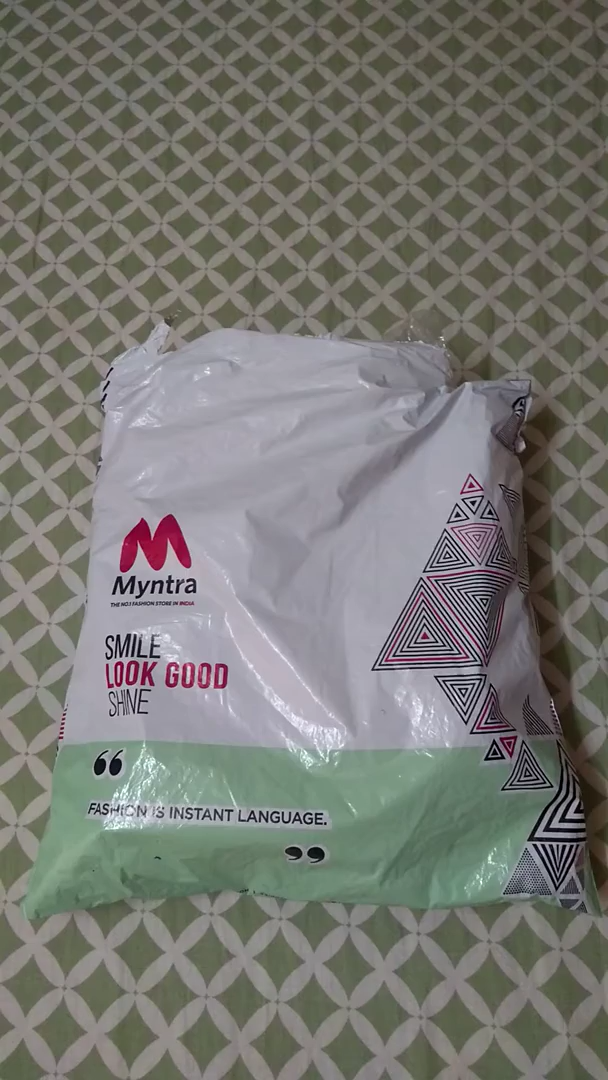 Myntra
THE NO.1 FASHION STORE IN INDIA
SMILE
LOOK GOOD
SHINE
“
FASHION IS INSTANT LANGUAGE.
”